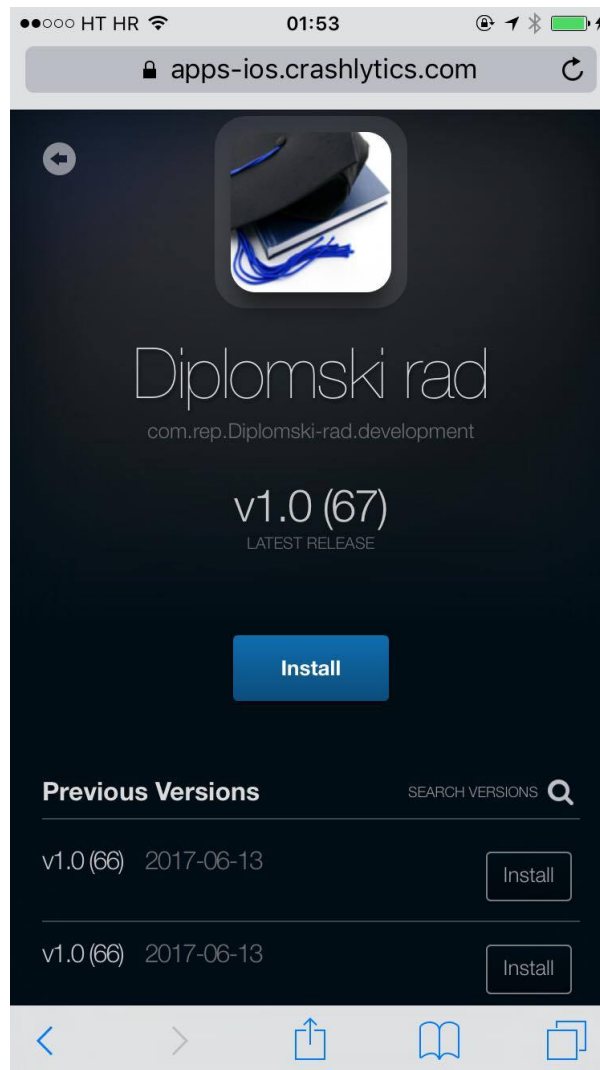 HT HR 01:53
apps-ios.crashlytics.com
Diplomski rad
com.rep.Diplomski-rad.development
v1.0 (67)
LATEST RELEASE
Install
Previous Versions SEARCH VERSIONS
v1.0 (66) 2017-06-13 Install
v1.0 (66) 2017-06-13 Install